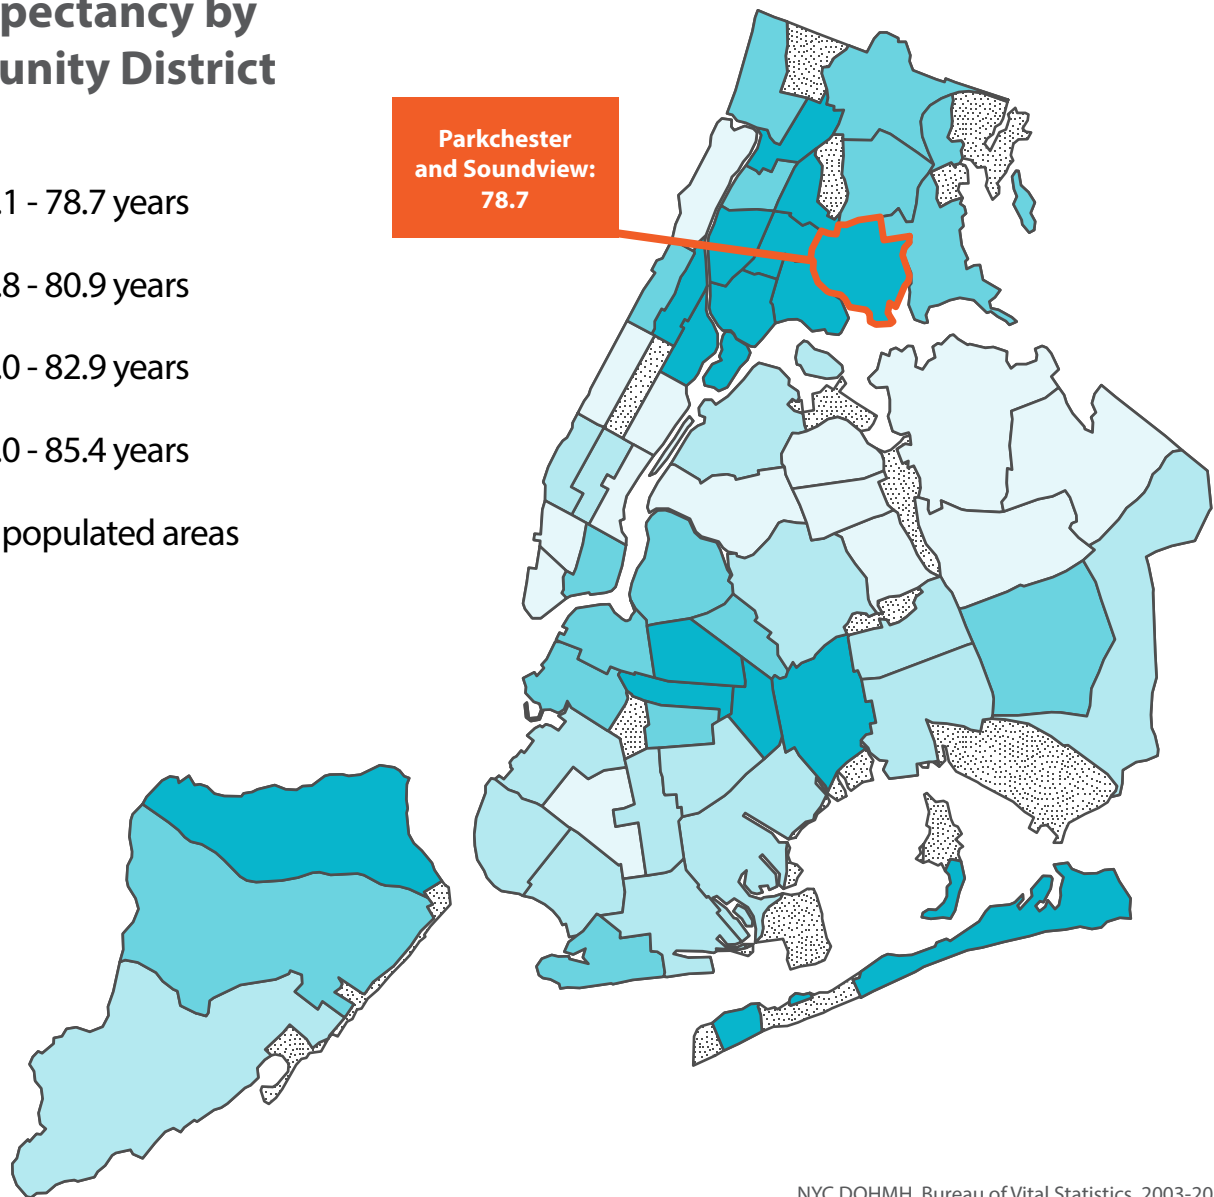 pectancy by
unity District
Parkchester
and Soundview:
78.7
.1 - 78.7 years
.8 - 80.9 years
.0 - 82.9 years
.0 - 85.4 years
populated areas
NYC DOHMH, Bureau of Vital Statistics, 2003-20